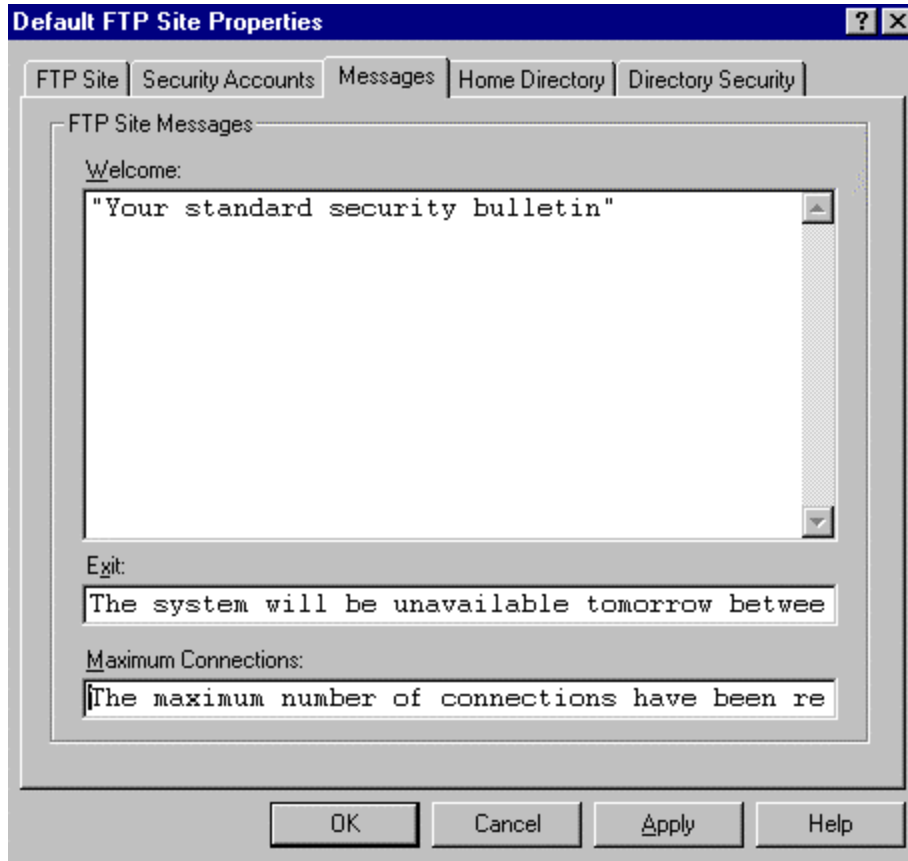 Default FTP Site Properties
FTP Site Security Accounts Messages Home Directory Directory Security
FTP Site Messages
Welcome:
"Your standard security bulletin"
Exit:
The system will be unavailable tomorrow betwee
Maximum Connections:
The maximum number of connections have been re
OK Cancel Apply Help